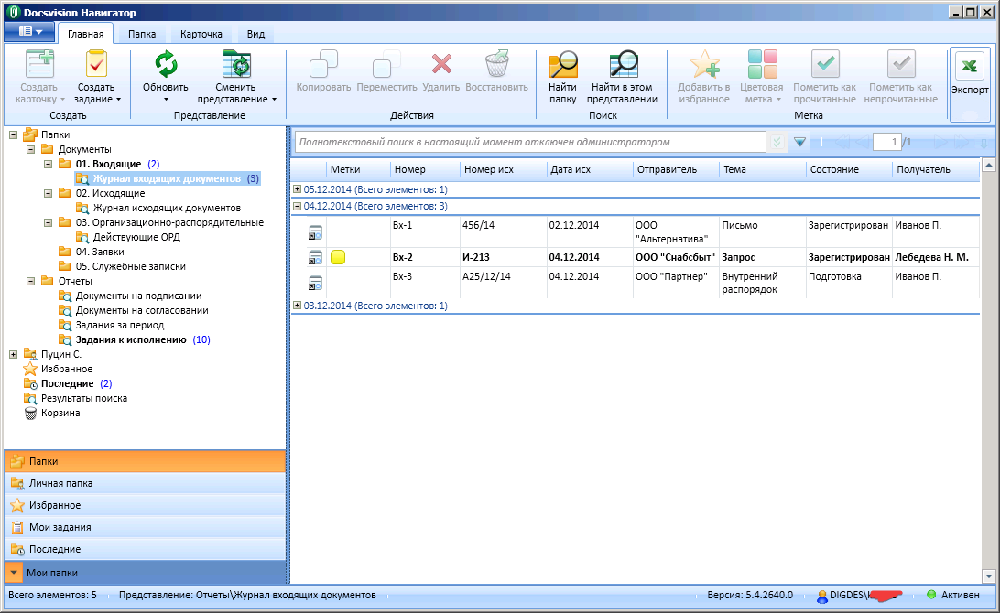 Docsvision Навигатор
Главная Папка Карточка Вид
Создать карточку
Создать задание
Обновить
Сменить представление
Копировать Переместить Удалить Восстановить
Найти папку
Найти в этом представлении
Добавить в избранное
Цветовая метка
Пометить как прочитанные
Пометить как непрочитанные
Экспорт
Создать Представление Действия Поиск Метка
Папки
Документы
01. Входящие (2)
Журнал входящих документов (3)
02. Исходящие
Журнал исходящих документов
03. Организационно-распорядительные
Действующие ОРД
04. Заявки
05. Служебные записки
Отчеты
Документы на подписании
Документы на согласовании
Задания за период
Задания к исполнению (10)
Пуцин С.
Избранное
Последние (2)
Результаты поиска
Корзина
Папки
Личная папка
Избранное
Мои задания
Последние
Мои папки
Полнотекстовый поиск в настоящий момент отключен администратором.
1 /1
Метки Номер Номер исх Дата исх Отправитель Тема Состояние Получатель
05.12.2014 (Всего элементов: 1)
04.12.2014 (Всего элементов: 3)
Вх-1 456/14 02.12.2014 ООО "Альтернатива" Письмо Зарегистрирован Иванов П.
Вх-2 И-213 04.12.2014 ООО "Снабсбыт" Запрос Зарегистрирован Лебедева Н. М.
Вх-3 А25/12/14 04.12.2014 ООО "Партнер" Внутренний распорядок Подготовка Иванов П.
03.12.2014 (Всего элементов: 1)
Всего элементов: 5 Представление: Отчеты\Журнал входящих документов Версия: 5.4.2640.0 DIGDES\ Активен